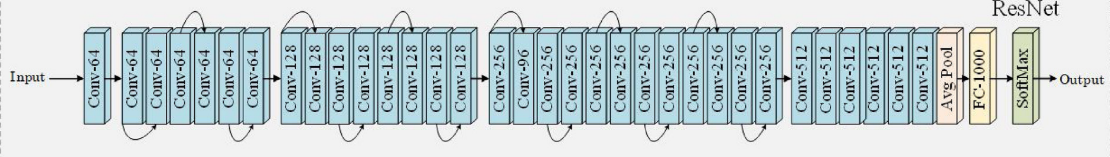 ResNet
Input
Conv-64
Conv-64
Conv-64
Conv-64
Conv-64
Conv-64
Conv-64
Conv-128
Conv-128
Conv-128
Conv-128
Conv-128
Conv-128
Conv-128
Conv-128
Conv-256
Conv-96
Conv-256
Conv-256
Conv-256
Conv-256
Conv-256
Conv-256
Conv-256
Conv-256
Conv-256
Conv-256
Conv-512
Conv-512
Conv-512
Conv-512
Conv-512
Conv-512
Avg Pool
FC-1000
SoftMax
Output